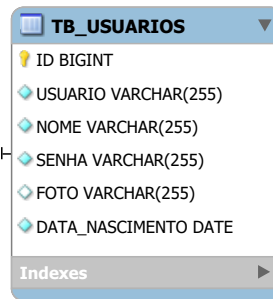 TB_USUARIOS
ID BIGINT
USUARIO VARCHAR(255)
NOME VARCHAR(255)
SENHA VARCHAR(255)
FOTO VARCHAR(255)
DATA_NASCIMENTO DATE
Indexes